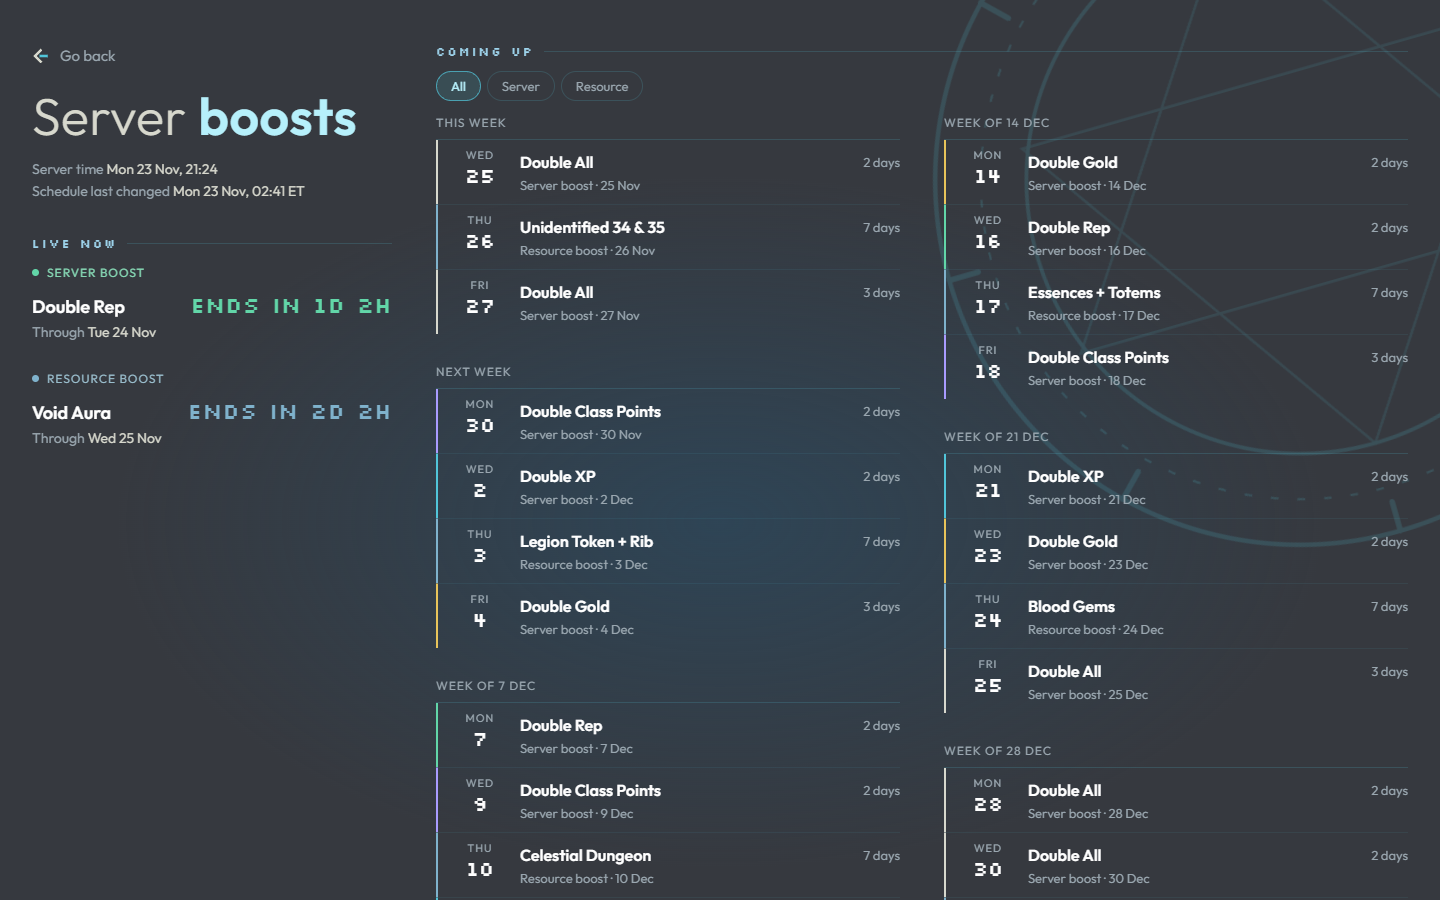 Go back
Server boosts
Server time Mon 23 Nov, 21:24
Schedule last changed Mon 23 Nov, 02:41 ET
LIVE NOW
SERVER BOOST
Double Rep ENDS IN 1D 2H
Through Tue 24 Nov
RESOURCE BOOST
Void Aura ENDS IN 2D 2H
Through Wed 25 Nov
COMING UP
All Server Resource
THIS WEEK
WED
25
Double All
2 days
Server boost · 25 Nov
THU
26
Unidentified 34 & 35
7 days
Resource boost · 26 Nov
FRI
27
Double All
3 days
Server boost · 27 Nov
NEXT WEEK
MON
30
Double Class Points
2 days
Server boost · 30 Nov
WED
2
Double XP
2 days
Server boost · 2 Dec
THU
3
Legion Token + Rib
7 days
Resource boost · 3 Dec
FRI
4
Double Gold
3 days
Server boost · 4 Dec
WEEK OF 7 DEC
MON
7
Double Rep
2 days
Server boost · 7 Dec
WED
9
Double Class Points
2 days
Server boost · 9 Dec
THU
10
Celestial Dungeon
7 days
Resource boost · 10 Dec
WEEK OF 14 DEC
MON
14
Double Gold
2 days
Server boost · 14 Dec
WED
16
Double Rep
2 days
Server boost · 16 Dec
THU
17
Essences + Totems
7 days
Resource boost · 17 Dec
FRI
18
Double Class Points
3 days
Server boost · 18 Dec
WEEK OF 21 DEC
MON
21
Double XP
2 days
Server boost · 21 Dec
WED
23
Double Gold
2 days
Server boost · 23 Dec
THU
24
Blood Gems
7 days
Resource boost · 24 Dec
FRI
25
Double All
3 days
Server boost · 25 Dec
WEEK OF 28 DEC
MON
28
Double All
2 days
Server boost · 28 Dec
WED
30
Double All
2 days
Server boost · 30 Dec